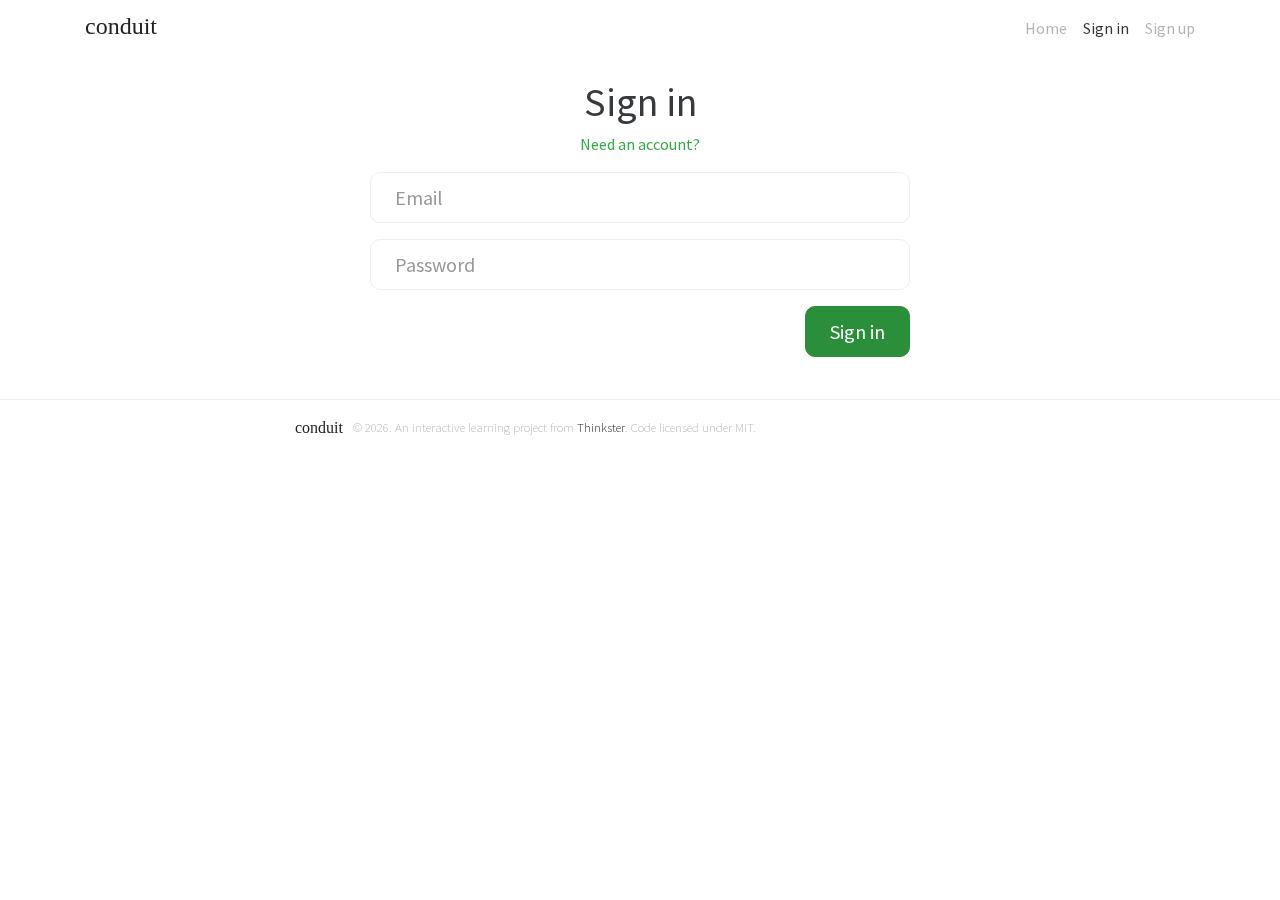 conduit
Home Sign in Sign up
Sign in
Need an account?
Email
Password
Sign in
conduit © 2026. An interactive learning project from Thinkster. Code licensed under MIT.